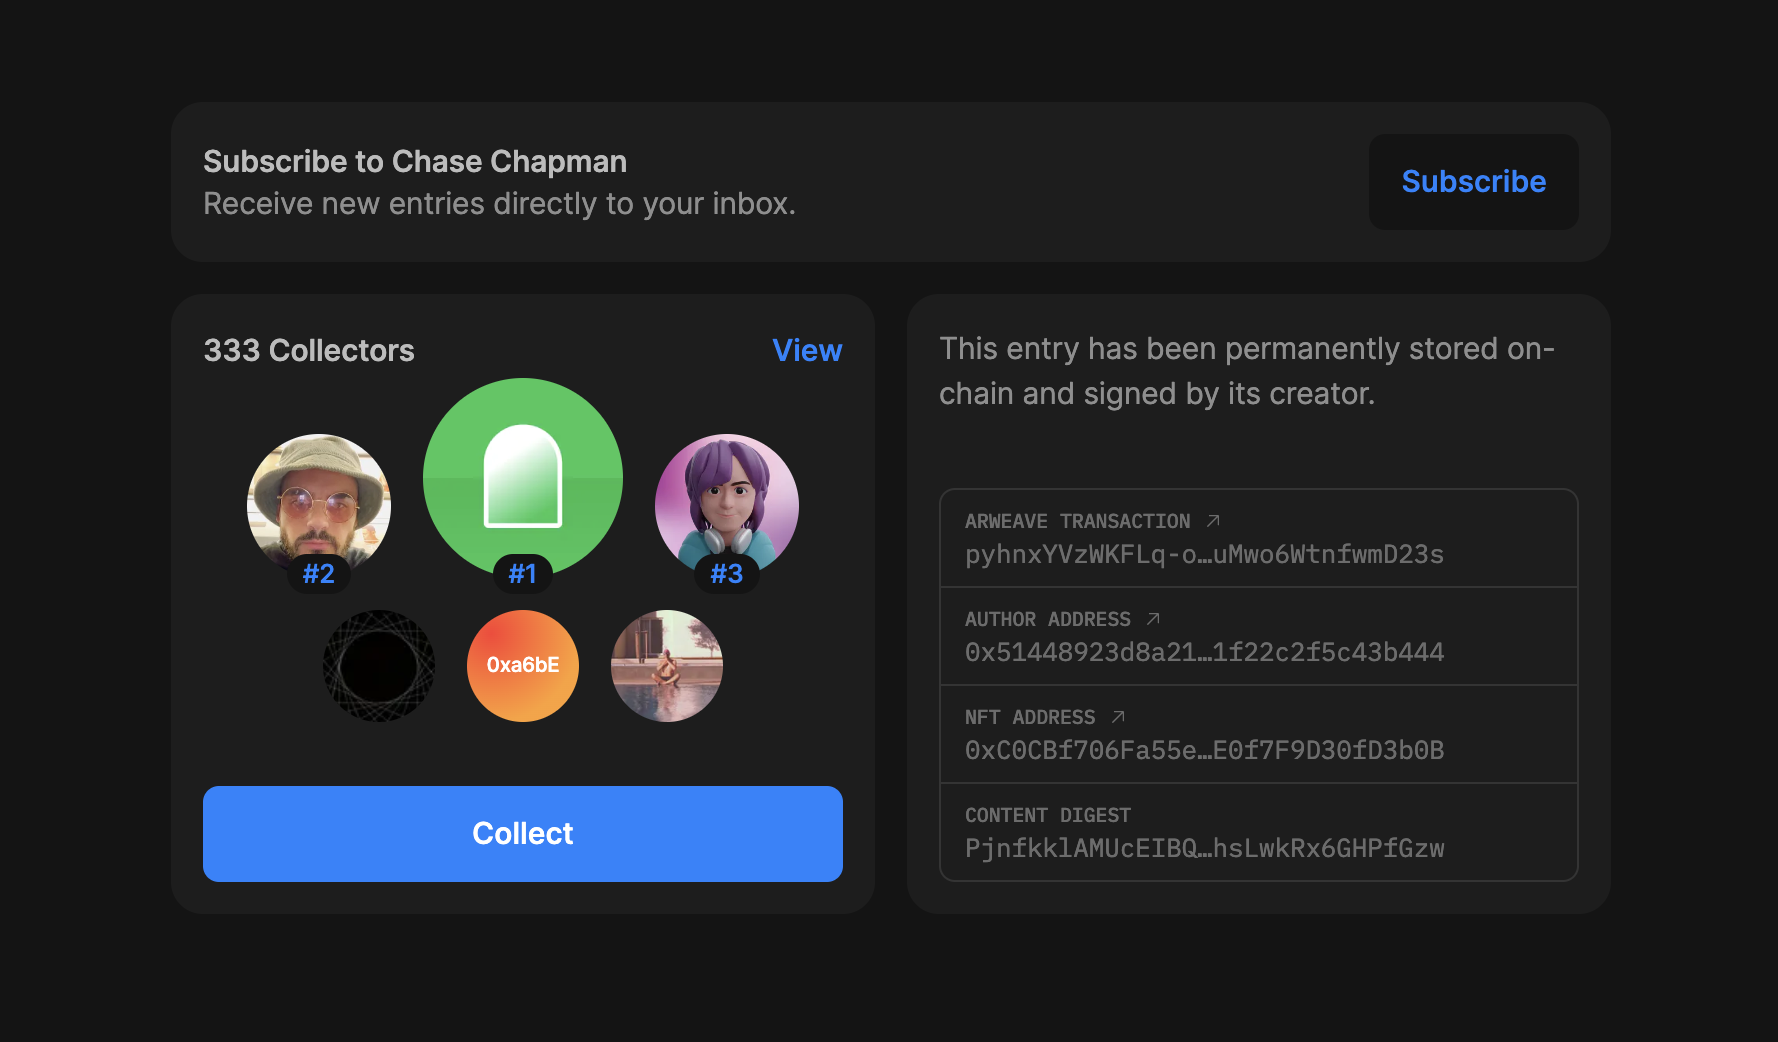 Subscribe to Chase Chapman
Receive new entries directly to your inbox.
Subscribe
333 Collectors
View
#2
#1
#3
0xa6bE
Collect
This entry has been permanently stored on-
chain and signed by its creator.
ARWEAVE TRANSACTION ↗
pyhnxYVzWKFLq-o…uMwo6WtnfwmD23s
AUTHOR ADDRESS ↗
0x51448923d8a21…1f22c2f5c43b444
NFT ADDRESS ↗
0xC0CBf706Fa55e…E0f7F9D30fD3b0B
CONTENT DIGEST
PjnfkklAMUcEIBQ…hsLwkRx6GHPfGzw